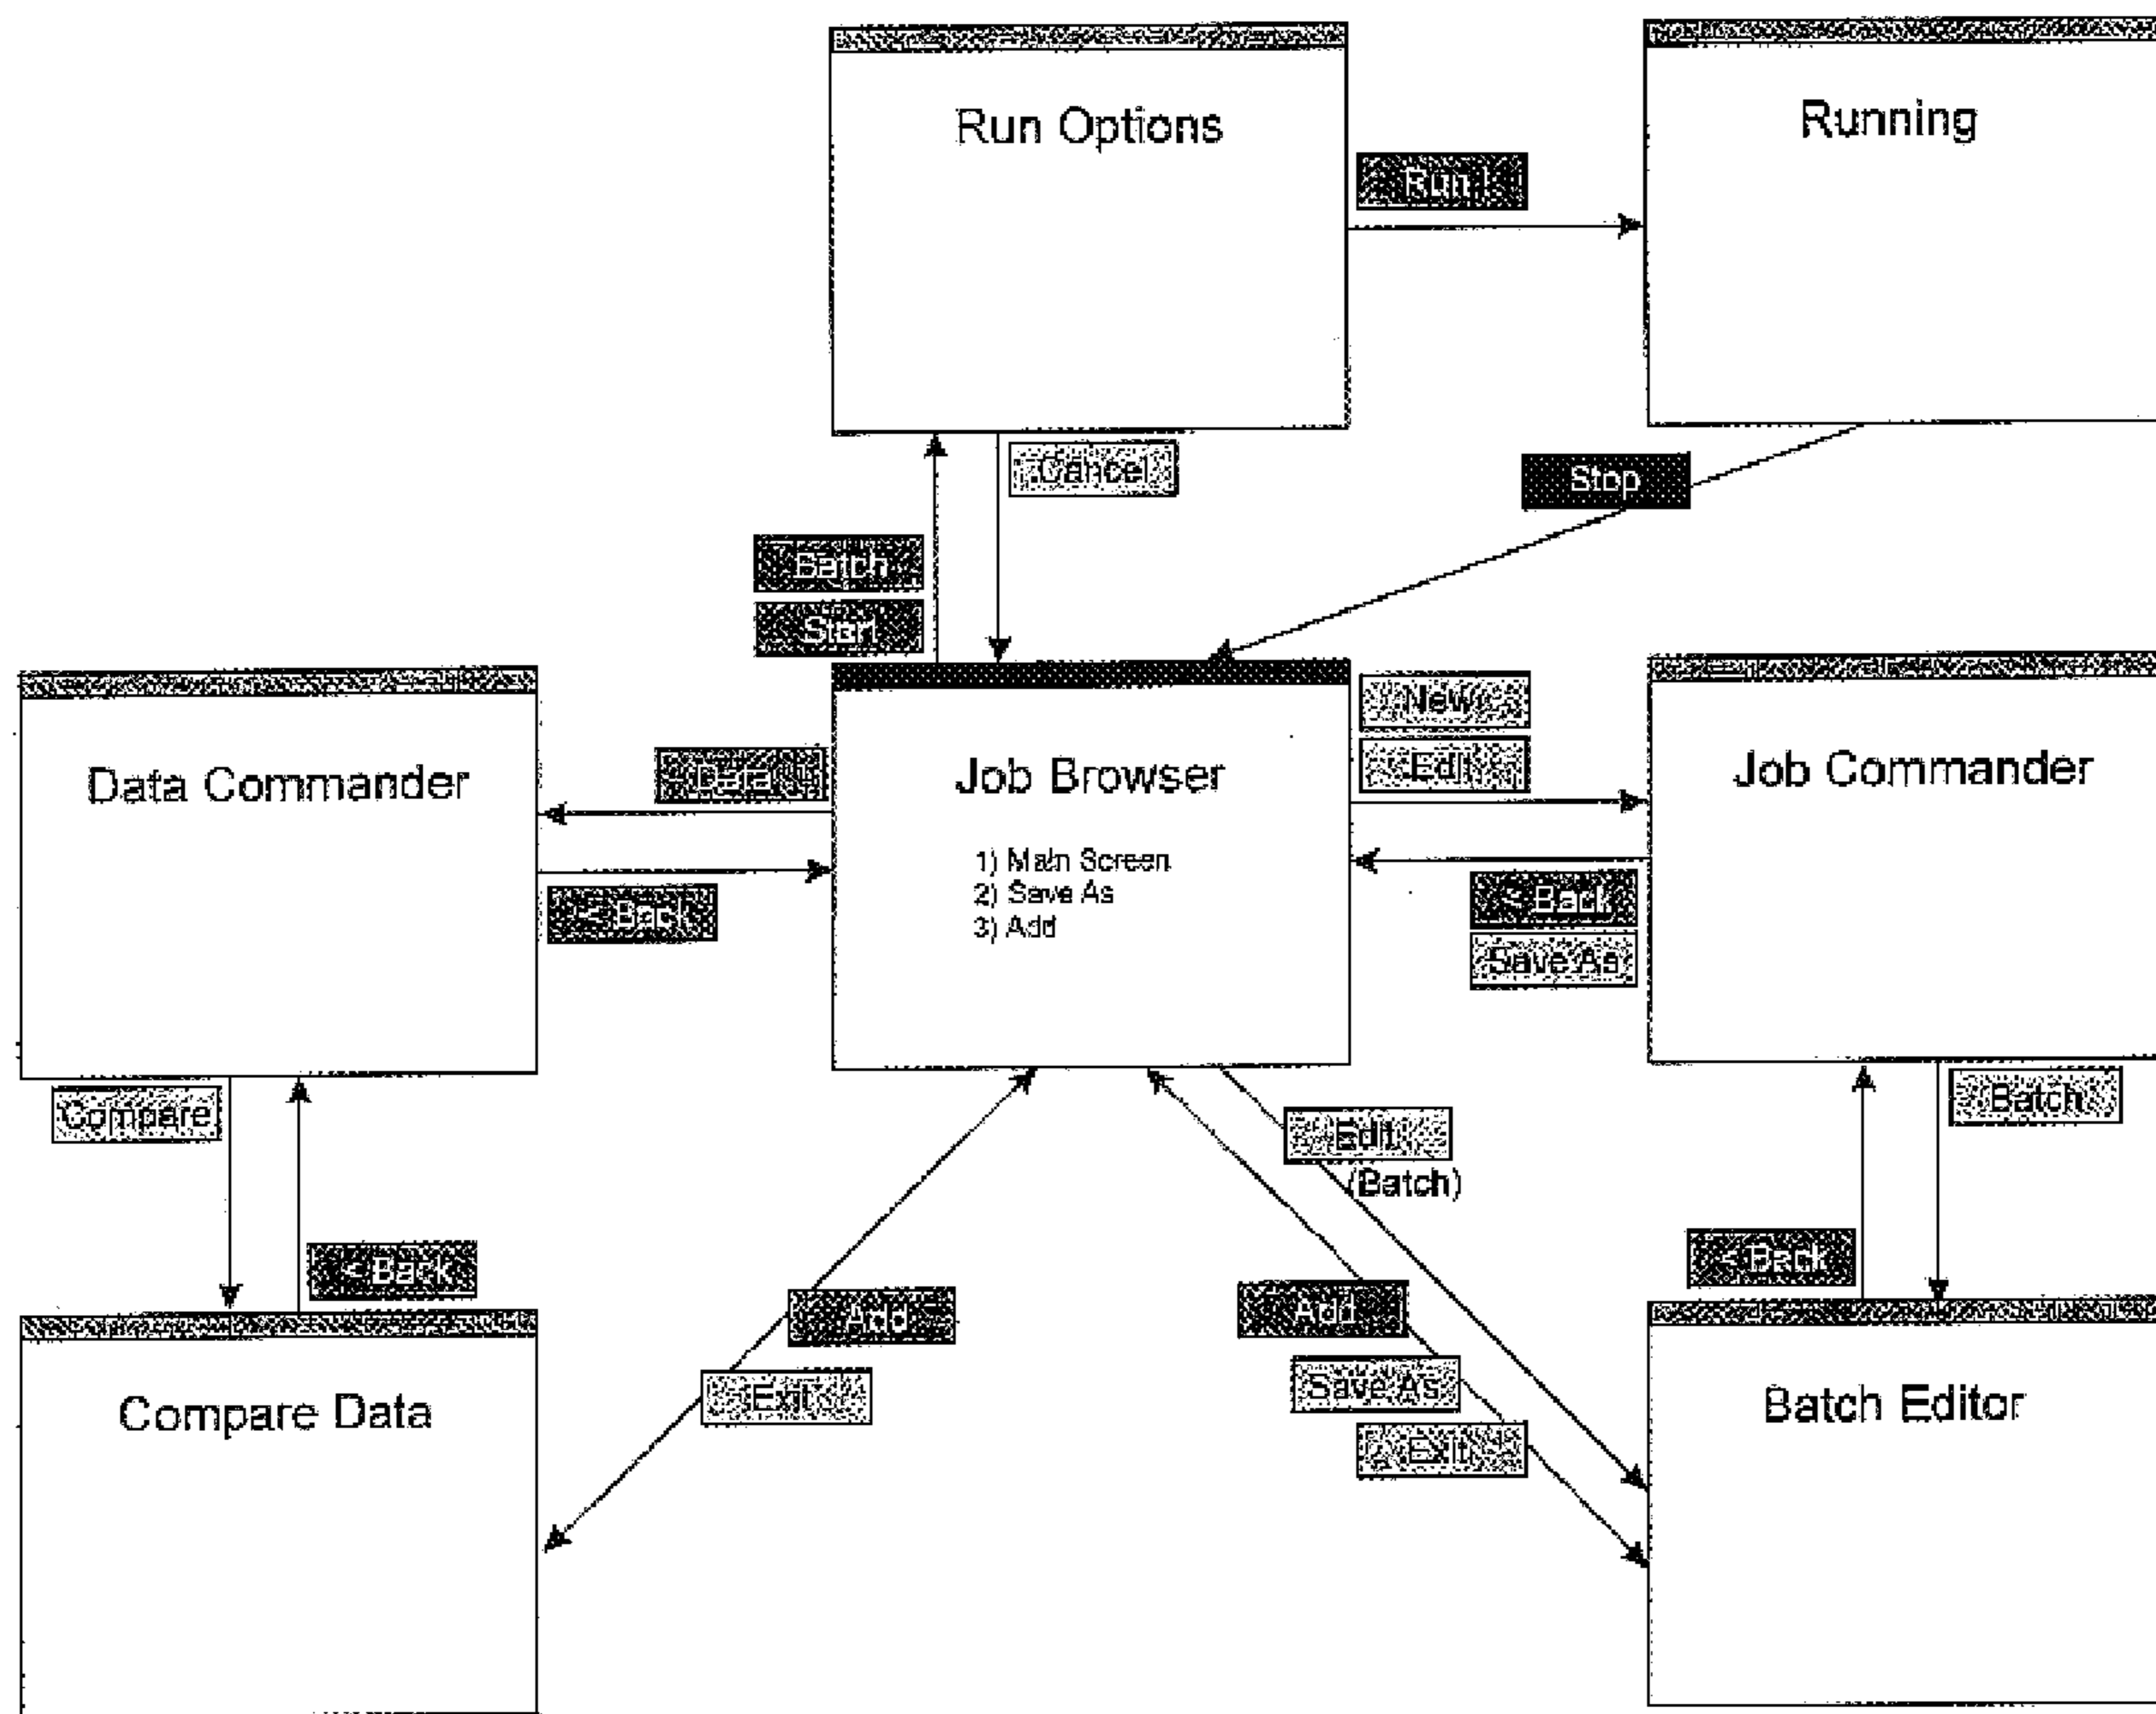 Run Options
Running
Run !
Cancel
Stop
Batch
Start
New
Edit
Data Commander
Data
Job Browser
Job Commander
1) Main Screen
2) Save As
3) Add
< Back
< Back
Save As
Compare
Edit
(Batch)
Batch
< Back
< Back
Add
Add
Exit
Save As
Exit
Compare Data
Batch Editor